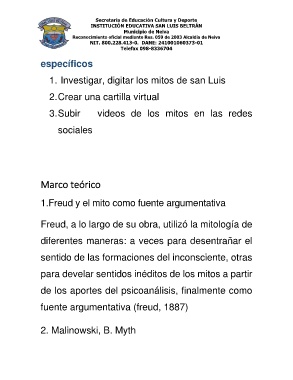 Secretaria de Educación Cultura y Deporte
INSTITUCIÓN EDUCATIVA SAN LUIS BELTRÁN
Municipio de Neiva
Reconocimiento oficial mediante Res. 059 de 2003 Alcaldía de Neiva
NIT. 800.228.413-0. DANE: 241001060373-01
Telefax 098-8336704
específicos
1. Investigar, digitar los mitos de san Luis
2.Crear una cartilla virtual
3.Subir videos de los mitos en las redes
sociales
Marco teórico
1.Freud y el mito como fuente argumentativa
Freud, a lo largo de su obra, utilizó la mitología de
diferentes maneras: a veces para desentrañar el
sentido de las formaciones del inconsciente, otras
para develar sentidos inéditos de los mitos a partir
de los aportes del psicoanálisis, finalmente como
fuente argumentativa (freud, 1887)
2. Malinowski, B. Myth